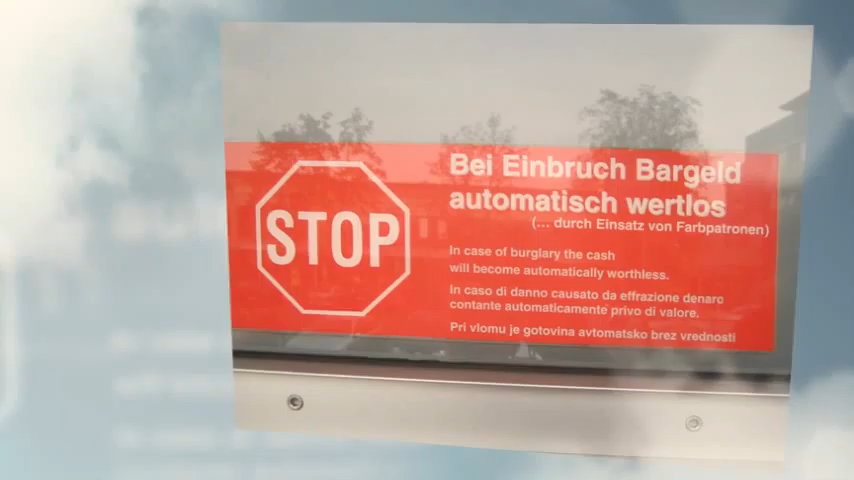 STOP
Bei Einbruch Bargeld
automatisch wertlos
(... durch Einsatz von Farbpatronen)
In case of burglary the cash
will become automatically worthless.
In caso di danno causato da effrazione denaro
contante automaticamente privo di valore.
Pri vlomu je gotovina avtomatsko brez vrednosti